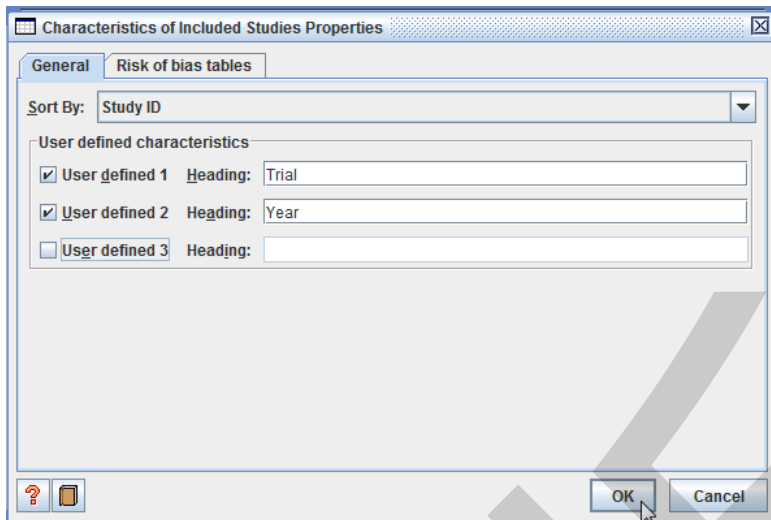 Characteristics of Included Studies Properties
General Risk of bias tables
Sort By: Study ID
User defined characteristics
User defined 1 Heading: Trial
User defined 2 Heading: Year
User defined 3 Heading:
? OK Cancel